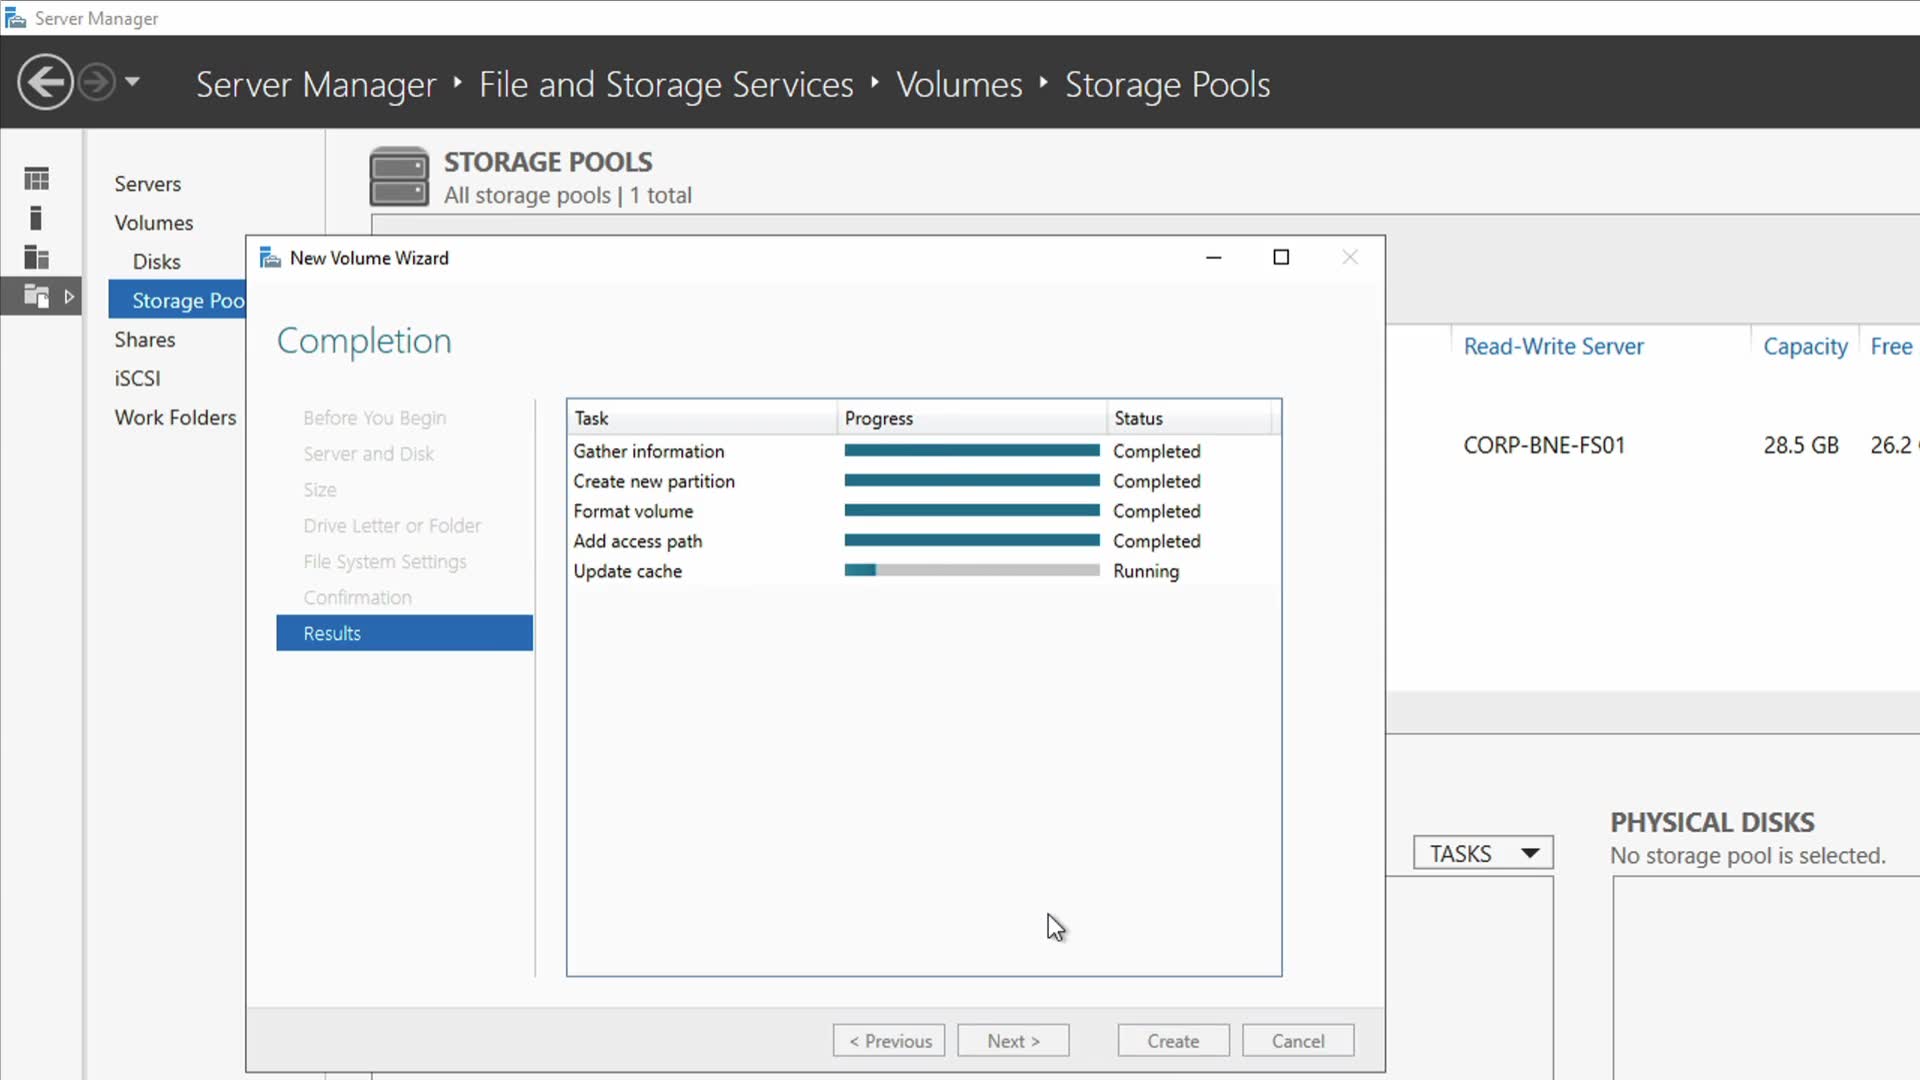 Server Manager
Server Manager ‣ File and Storage Services ‣ Volumes ‣ Storage Pools
Servers
Volumes
Disks
Storage Poo
Shares
iSCSI
Work Folders
STORAGE POOLS
All storage pools | 1 total
Read-Write Server Capacity Free
CORP-BNE-FS01 28.5 GB 26.2
New Volume Wizard
Completion
Before You Begin
Server and Disk
Size
Drive Letter or Folder
File System Settings
Confirmation
Results
Task Progress Status
Gather information Completed
Create new partition Completed
Format volume Completed
Add access path Completed
Update cache Running
< Previous Next > Create Cancel
TASKS
PHYSICAL DISKS
No storage pool is selected.